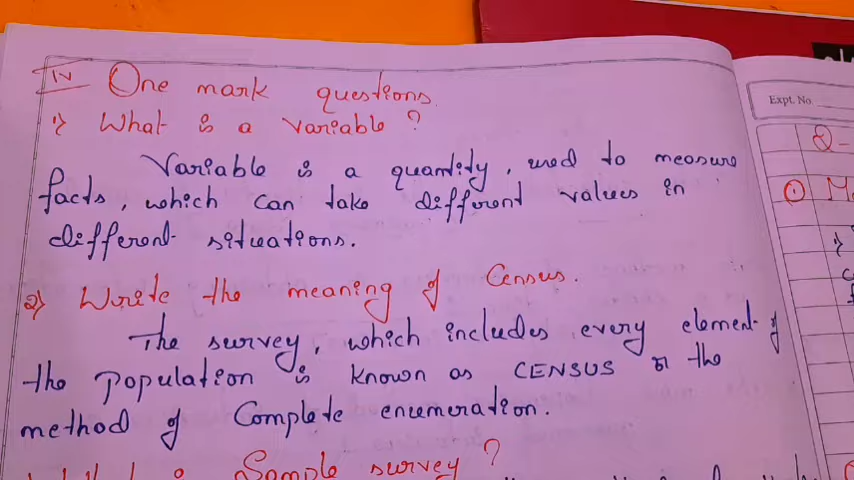 IV One mark questions.
1) What is a variable?
Variable is a quantity, used to measure
facts, which can take different values in
different situations.
2) Write the meaning of Census.
The survey, which includes every element of
the population is known as CENSUS or the
method of Complete enumeration.
Sample survey?
Expt. No.